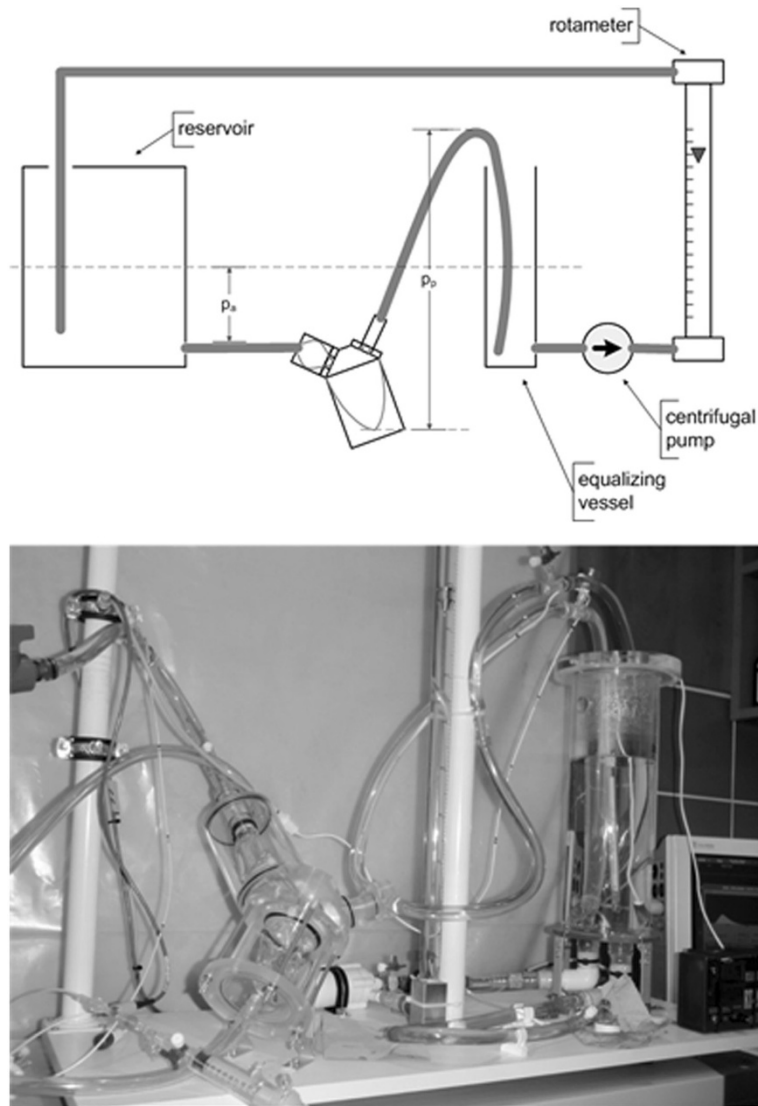 rotameter
reservoir
pₐ
pₚ
centrifugal
pump
equalizing
vessel